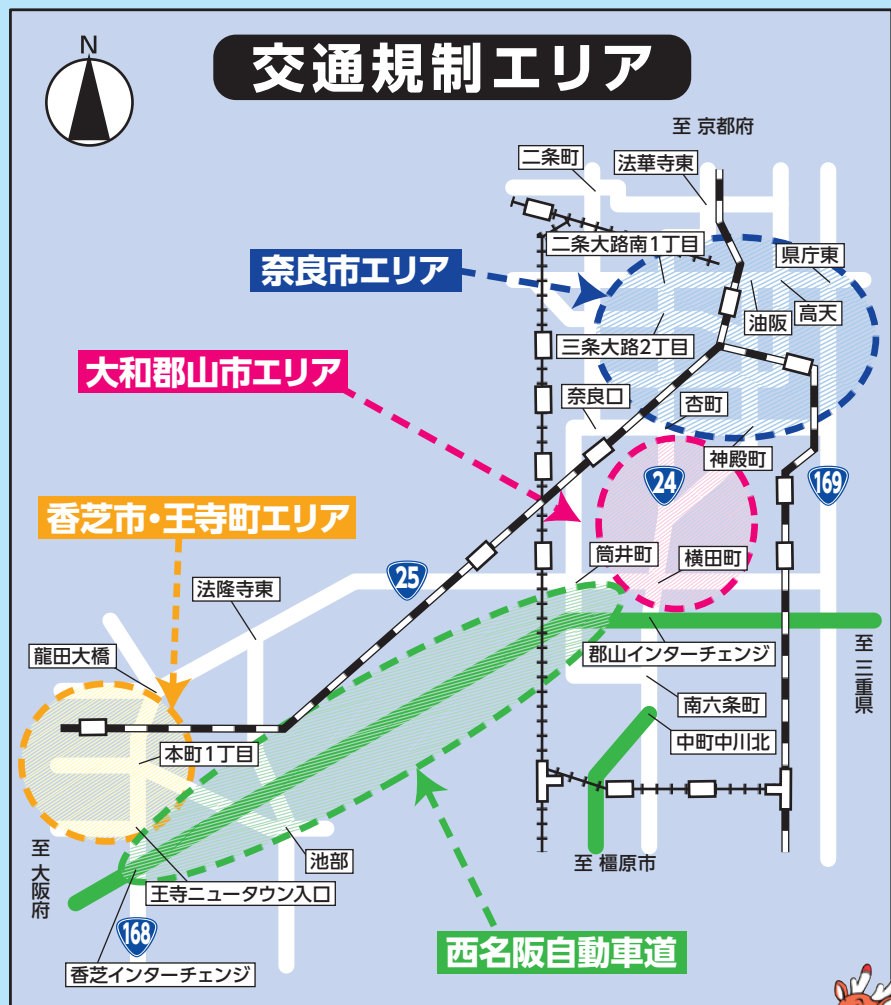 N
交通規制エリア
至 京都府
二条町
法華寺東
二条大路南1丁目
県庁東
奈良市エリア
油阪
高天
三条大路2丁目
大和郡山市エリア
奈良口
杏町
神殿町
24
169
香芝市・王寺町エリア
筒井町
横田町
25
法隆寺東
龍田大橋
郡山インターチェンジ
至 三重県
南六条町
中町中川北
本町1丁目
至 大阪府
池部
至 橿原市
王寺ニュータウン入口
168
西名阪自動車道
香芝インターチェンジ